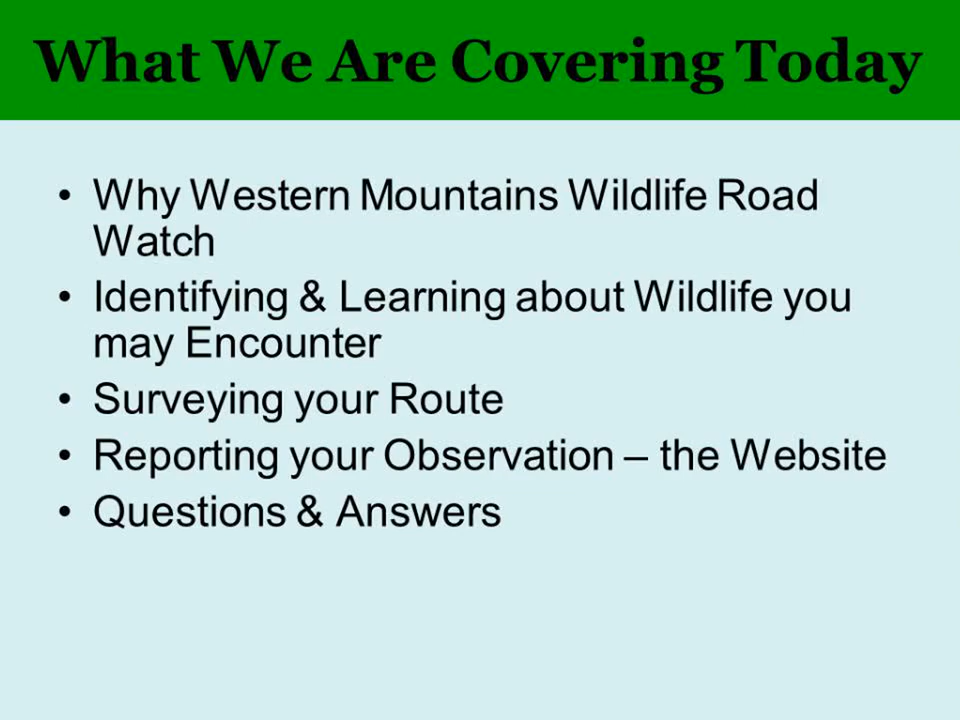 What We Are Covering Today
• Why Western Mountains Wildlife Road
Watch
• Identifying & Learning about Wildlife you
may Encounter
• Surveying your Route
• Reporting your Observation – the Website
• Questions & Answers